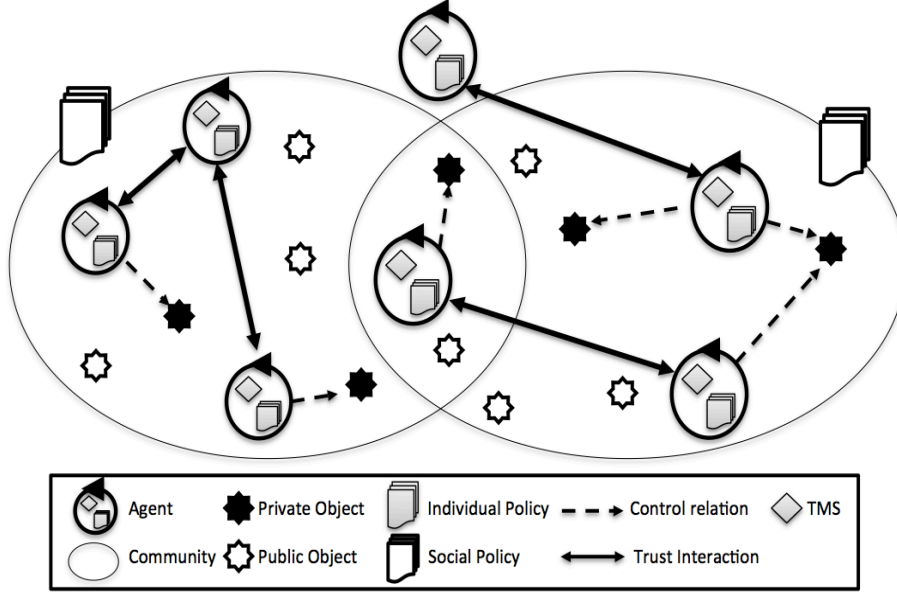 Agent Private Object Individual Policy Control relation TMS
Community Public Object Social Policy Trust Interaction